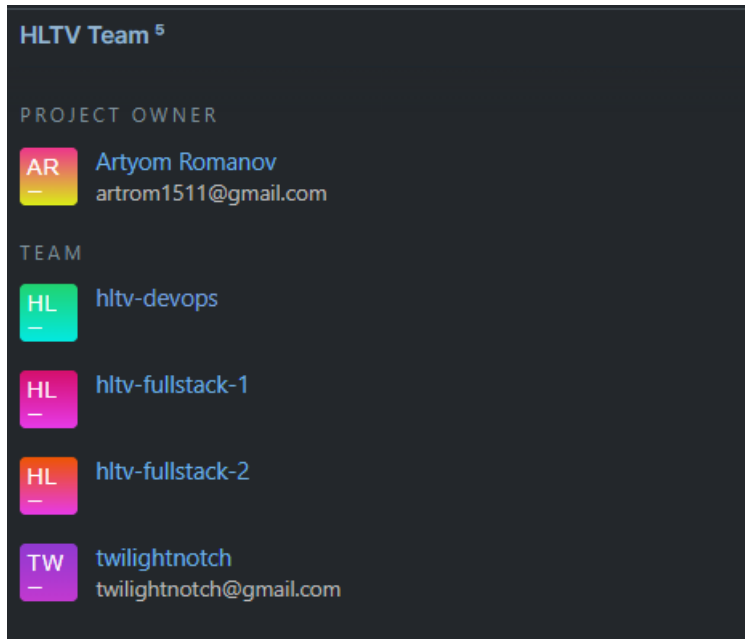 HLTV Team 5
PROJECT OWNER
AR
Artyom Romanov
artrom1511@gmail.com
TEAM
HL
hltv-devops
HL
hltv-fullstack-1
HL
hltv-fullstack-2
TW
twilightnotch
twilightnotch@gmail.com